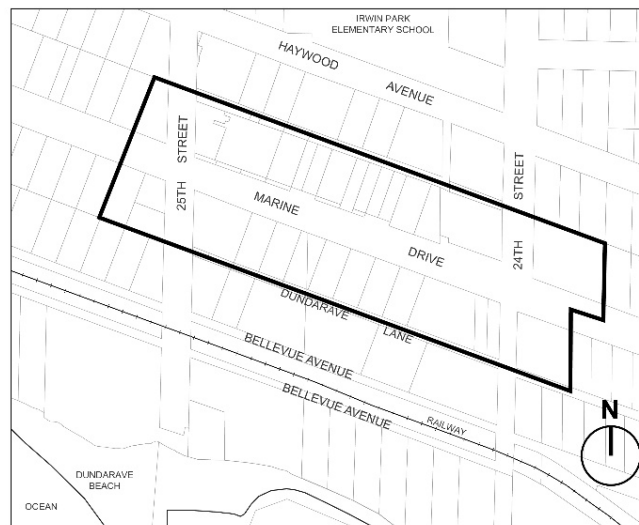 IRWIN PARK
ELEMENTARY SCHOOL
HAYWOOD
AVENUE
25TH STREET
24TH STREET
MARINE
DRIVE
DUNDARAVE
LANE
BELLEVUE AVENUE
BELLEVUE AVENUE
RAILWAY
N
DUNDARAVE
BEACH
OCEAN